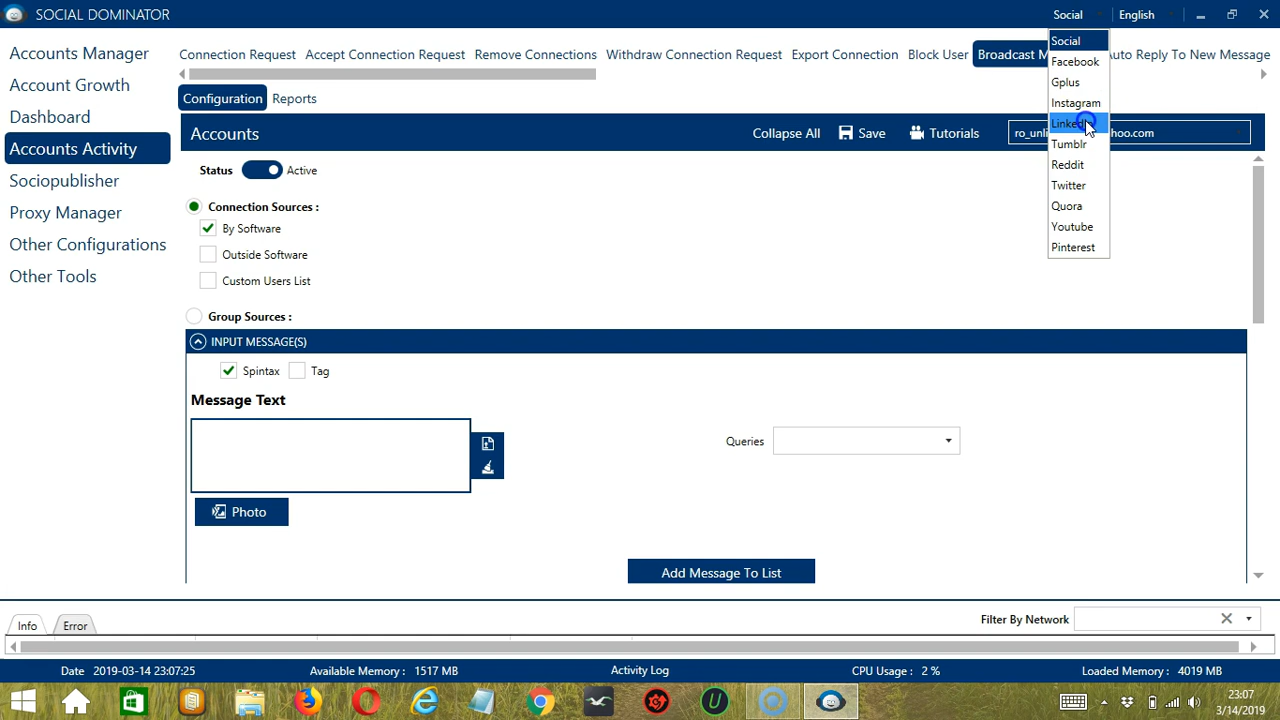 SOCIAL DOMINATOR
Social
English
Accounts Manager
Account Growth
Dashboard
Accounts Activity
Sociopublisher
Proxy Manager
Other Configurations
Other Tools
Connection Request
Accept Connection Request
Remove Connections
Withdraw Connection Request
Export Connection
Block User
Broadcast M
Auto Reply To New Message
Social
Facebook
Gplus
Instagram
Tumblr
Reddit
Twitter
Quora
Youtube
Pinterest
Configuration
Reports
Accounts
Collapse All
Save
Tutorials
Status
Active
Connection Sources :
By Software
Outside Software
Custom Users List
Group Sources :
INPUT MESSAGE(S)
Spintax
Tag
Message Text
Queries
Photo
Add Message To List
Info
Error
Filter By Network
Date 2019-03-14 23:07:25
Available Memory : 1517 MB
Activity Log
CPU Usage : 2 %
Loaded Memory : 4019 MB
23:07
3/14/2019